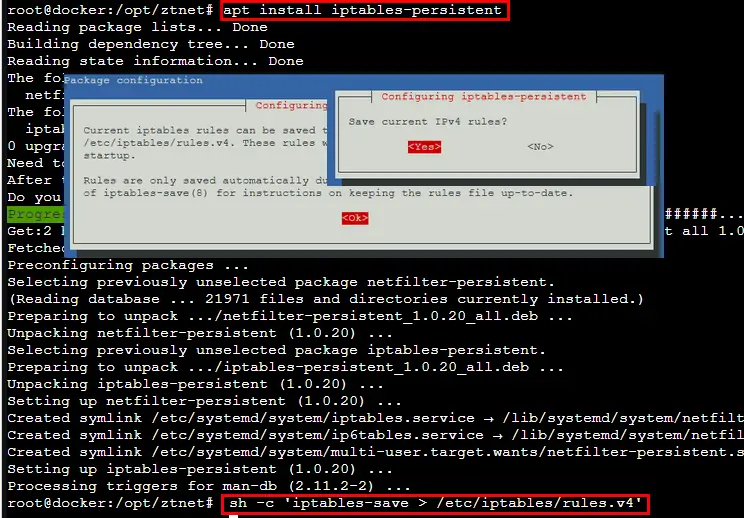 root@docker:/opt/ztnet# apt install iptables-persistent
Reading package lists... Done
Building dependency tree... Done
Reading state information... Done
The fo
Package configuration
netfi
Configuring
Configuring iptables-persistent
The fo
Current iptables rules can be saved t
Save current IPv4 rules?
iptab
/etc/iptables/rules.v4. These rules w
<Yes> <No>
0 upgra
startup.
Need to
After t
Rules are only saved automatically du
Do you
of iptables-save(8) for instructions on keeping the rules file up-to-date.
Progre
<Ok>
######...
Get:2 t all 1.0
Fetched
Preconfiguring packages ...
Selecting previously unselected package netfilter-persistent.
(Reading database ... 21971 files and directories currently installed.)
Preparing to unpack .../netfilter-persistent_1.0.20_all.deb ...
Unpacking netfilter-persistent (1.0.20) ...
Selecting previously unselected package iptables-persistent.
Preparing to unpack .../iptables-persistent_1.0.20_all.deb ...
Unpacking iptables-persistent (1.0.20) ...
Setting up netfilter-persistent (1.0.20) ...
Created symlink /etc/systemd/system/iptables.service → /lib/systemd/system/netfilt
Created symlink /etc/systemd/system/ip6tables.service → /lib/systemd/system/netfil
Created symlink /etc/systemd/system/multi-user.target.wants/netfilter-persistent.s
Setting up iptables-persistent (1.0.20) ...
Processing triggers for man-db (2.11.2-2) ...
root@docker:/opt/ztnet# sh -c 'iptables-save > /etc/iptables/rules.v4'